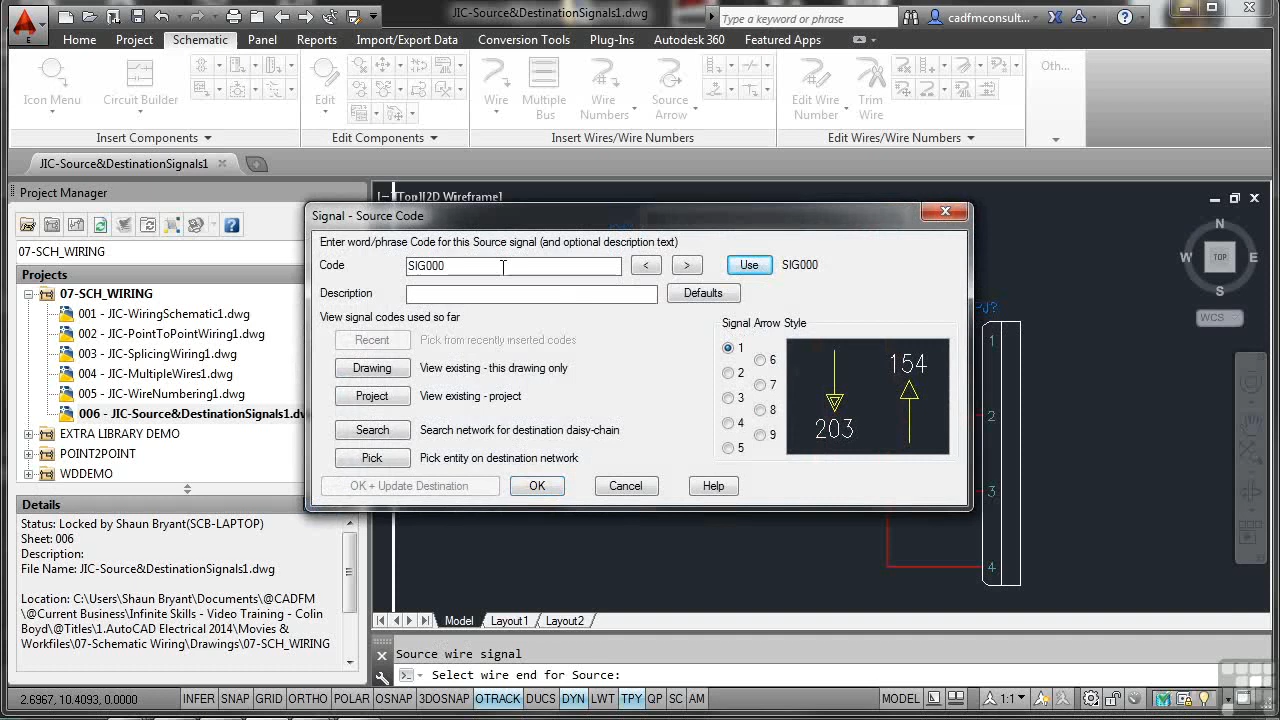 JIC-Source&DestinationSignals1.dwg
Type a keyword or phrase
cadfmconsult...
Home Project Schematic Panel Reports Import/Export Data Conversion Tools Plug-Ins Autodesk 360 Featured Apps
Icon Menu
Circuit Builder
Edit
Wire
Multiple
Bus
Wire
Numbers
Source
Arrow
Edit Wire
Number
Trim
Wire
Oth...
Insert Components
Edit Components
Insert Wires/Wire Numbers
Edit Wires/Wire Numbers
JIC-Source&DestinationSignals1
Project Manager
07-SCH_WIRING
Projects
07-SCH_WIRING
001 - JIC-WiringSchematic1.dwg
002 - JIC-PointToPointWiring1.dwg
003 - JIC-SplicingWiring1.dwg
004 - JIC-MultipleWires1.dwg
005 - JIC-WireNumbering1.dwg
006 - JIC-Source&DestinationSignals1.dw
EXTRA LIBRARY DEMO
POINT2POINT
WDDEMO
Details
Status: Locked by Shaun Bryant(SCB-LAPTOP)
Sheet: 006
Description:
File Name: JIC-Source&DestinationSignals1.dwg
Location: C:\Users\Shaun Bryant\Documents\@CADFM
\@Current Business\Infinite Skills - Video Training - Colin
Boyd\@Titles\1.AutoCAD Electrical 2014\Movies &
Workfiles\07-Schematic Wiring\Drawings\07-SCH_WIRING
[−][Top][2D Wireframe]
Signal - Source Code
Enter word/phrase Code for this Source signal (and optional description text)
Code SIG000 < > Use SIG000
Description Defaults
View signal codes used so far
Recent Pick from recently inserted codes
Drawing View existing - this drawing only
Project View existing - project
Search Search network for destination daisy-chain
Pick Pick entity on destination network
OK + Update Destination OK Cancel Help
Signal Arrow Style
1
2
3
4
5
6
7
8
9
203
154
PJ?
1
2
3
4
N
W
TOP
E
S
WCS
Model Layout1 Layout2
Source wire signal
Select wire end for Source:
2.6967, 10.4093, 0.0000 INFER SNAP GRID ORTHO POLAR OSNAP 3DOSNAP OTRACK DUCS DYN LWT TPY QP SC AM MODEL 1:1